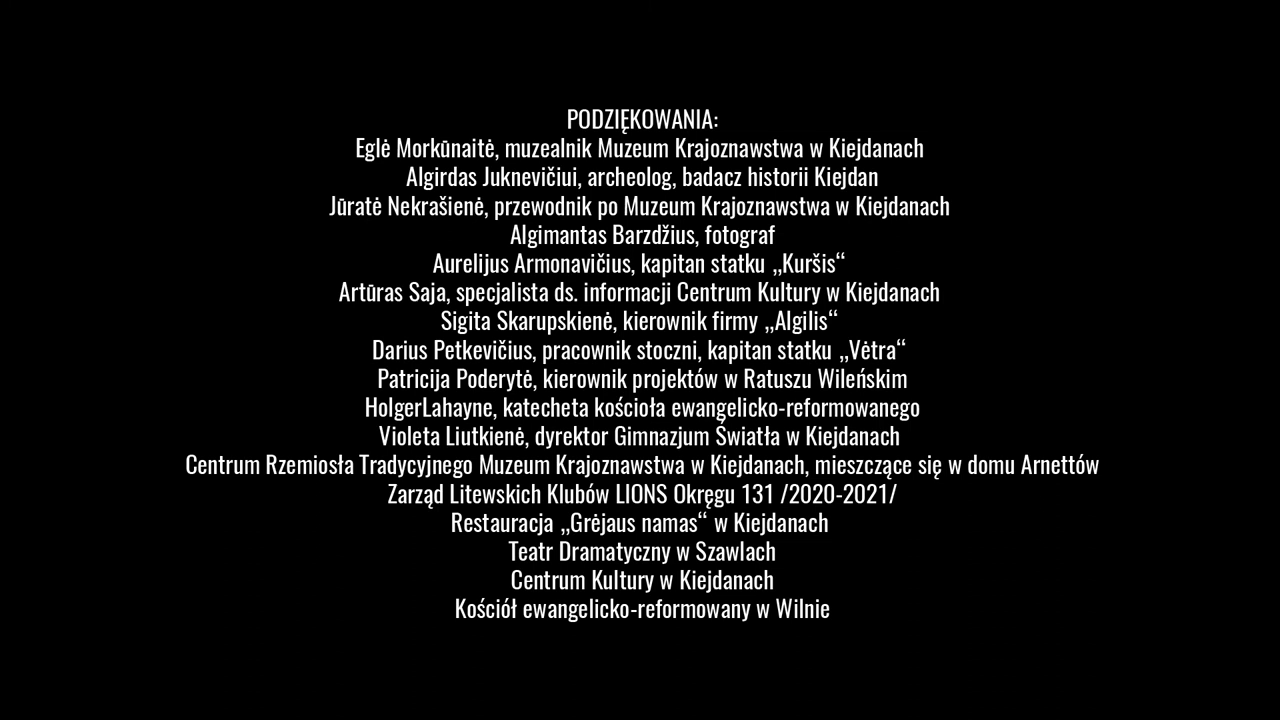 PODZIĘKOWANIA:
Eglė Morkūnaitė, muzealnik Muzeum Krajoznawstwa w Kiejdanach
Algirdas Juknevičiui, archeolog, badacz historii Kiejdan
Jūratė Nekrašienė, przewodnik po Muzeum Krajoznawstwa w Kiejdanach
Algimantas Barzdžius, fotograf
Aurelijus Armonavičius, kapitan statku „Kuršis“
Artūras Saja, specjalista ds. informacji Centrum Kultury w Kiejdanach
Sigita Skarupskienė, kierownik firmy „Algilis“
Darius Petkevičius, pracownik stoczni, kapitan statku „Vėtra“
Patricija Poderytė, kierownik projektów w Ratuszu Wileńskim
HolgerLahayne, katecheta kościoła ewangelicko-reformowanego
Violeta Liutkienė, dyrektor Gimnazjum Światła w Kiejdanach
Centrum Rzemiosła Tradycyjnego Muzeum Krajoznawstwa w Kiejdanach, mieszczące się w domu Arnettów
Zarząd Litewskich Klubów LIONS Okręgu 131 /2020-2021/
Restauracja „Grėjaus namas“ w Kiejdanach
Teatr Dramatyczny w Szawlach
Centrum Kultury w Kiejdanach
Kościół ewangelicko-reformowany w Wilnie